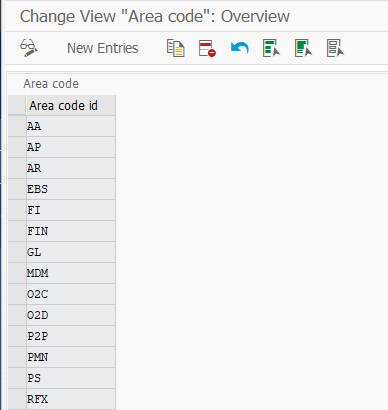 Change View "Area code": Overview
New Entries
Area code
Area code id
AA
AP
AR
EBS
FI
FIN
GL
MDM
O2C
O2D
P2P
PMN
PS
RFX